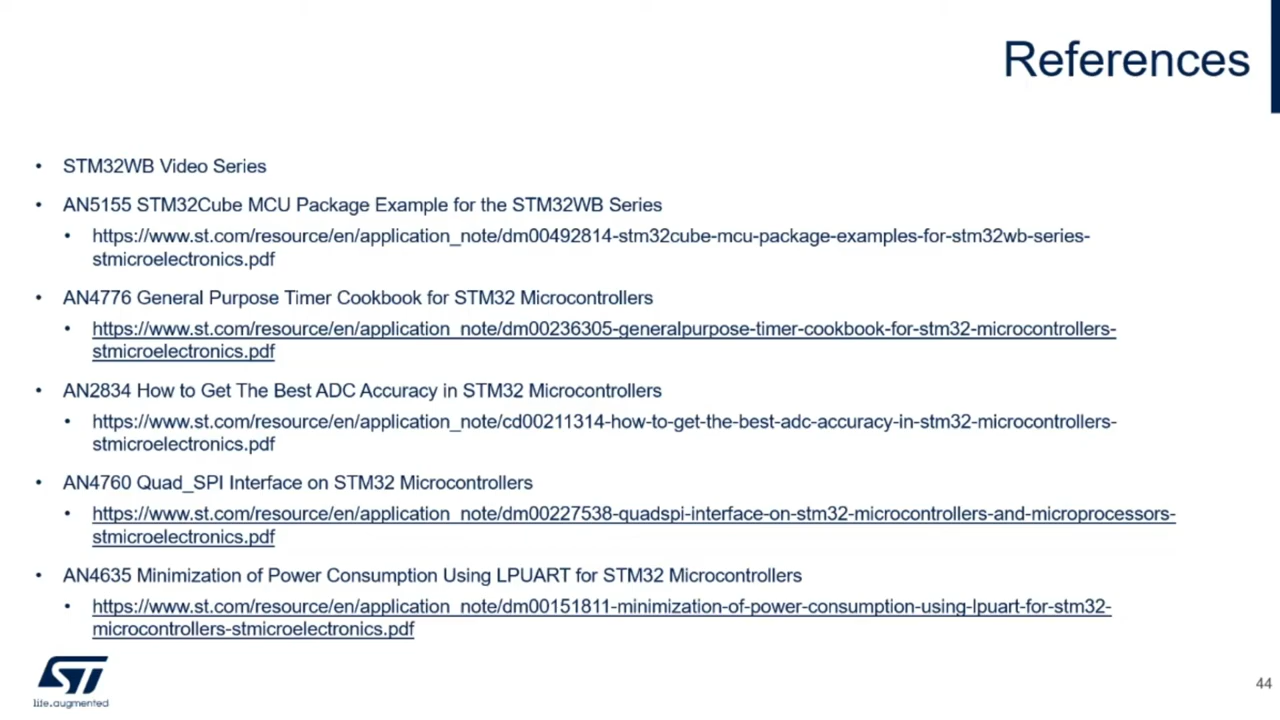 References
• STM32WB Video Series
• AN5155 STM32Cube MCU Package Example for the STM32WB Series
• https://www.st.com/resource/en/application_note/dm00492814-stm32cube-mcu-package-examples-for-stm32wb-series-
stmicroelectronics.pdf
• AN4776 General Purpose Timer Cookbook for STM32 Microcontrollers
• https://www.st.com/resource/en/application_note/dm00236305-generalpurpose-timer-cookbook-for-stm32-microcontrollers-
stmicroelectronics.pdf
• AN2834 How to Get The Best ADC Accuracy in STM32 Microcontrollers
• https://www.st.com/resource/en/application_note/cd00211314-how-to-get-the-best-adc-accuracy-in-stm32-microcontrollers-
stmicroelectronics.pdf
• AN4760 Quad_SPI Interface on STM32 Microcontrollers
• https://www.st.com/resource/en/application_note/dm00227538-quadspi-interface-on-stm32-microcontrollers-and-microprocessors-
stmicroelectronics.pdf
• AN4635 Minimization of Power Consumption Using LPUART for STM32 Microcontrollers
• https://www.st.com/resource/en/application_note/dm00151811-minimization-of-power-consumption-using-lpuart-for-stm32-
microcontrollers-stmicroelectronics.pdf
ST
life.augmented
44